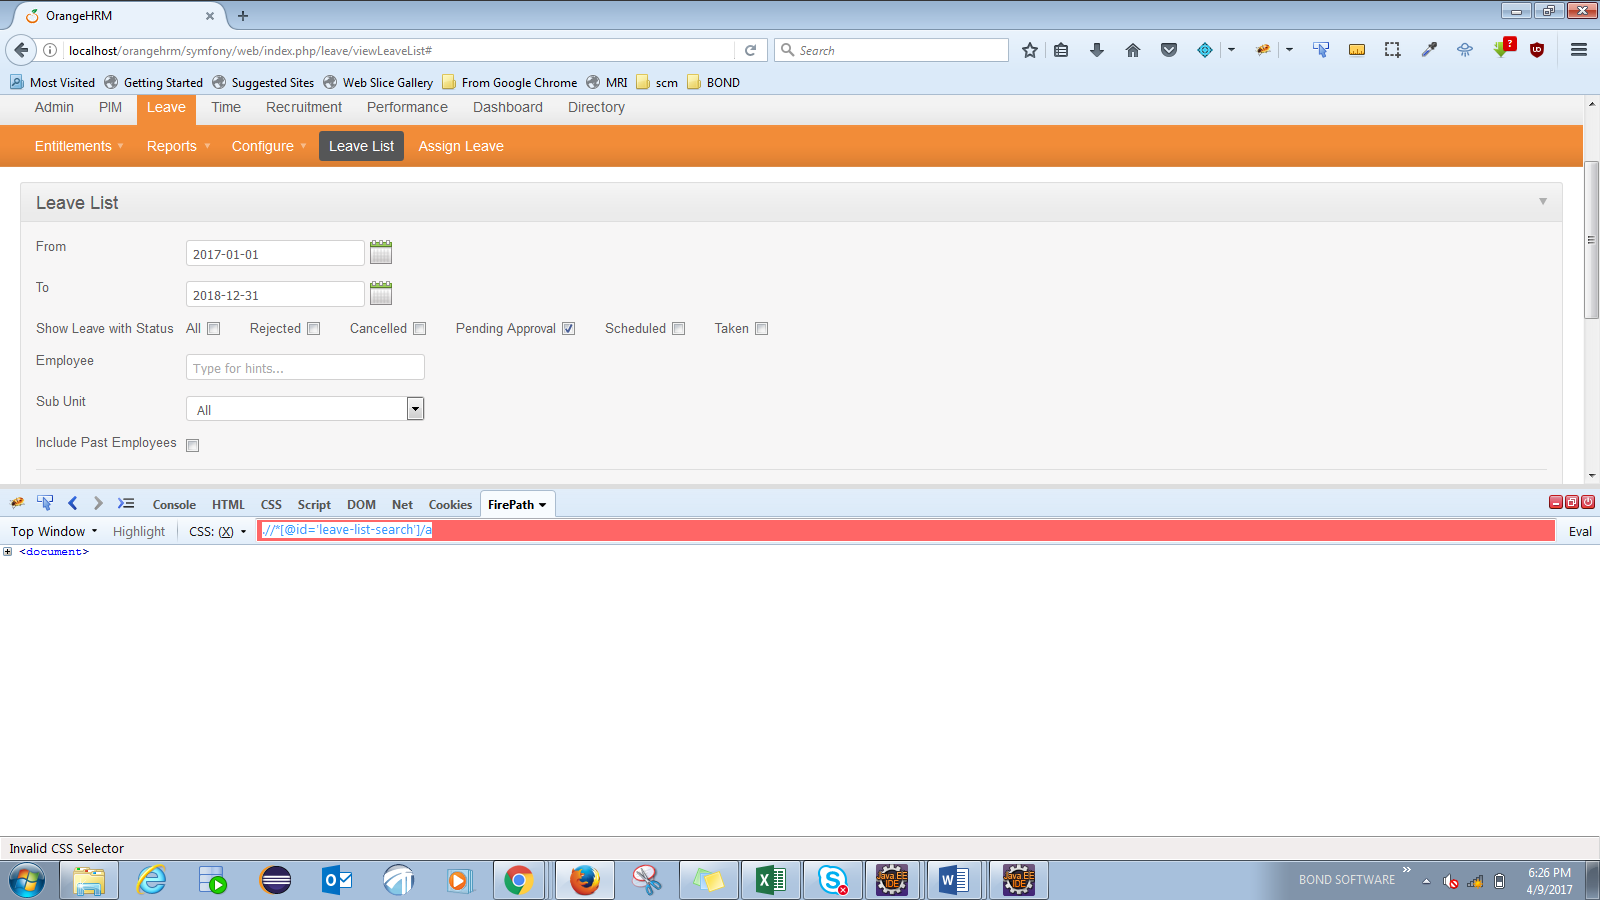 OrangeHRM
localhost/orangehrm/symfony/web/index.php/leave/viewLeaveList#
Search
?
Most Visited Getting Started Suggested Sites Web Slice Gallery From Google Chrome MRI scm BOND
Admin PIM Leave Time Recruitment Performance Dashboard Directory
Entitlements Reports Configure Leave List Assign Leave
Leave List
From 2017-01-01
To 2018-12-31
Show Leave with Status All Rejected Cancelled Pending Approval Scheduled Taken
Employee Type for hints...
Sub Unit All
Include Past Employees
Console HTML CSS Script DOM Net Cookies FirePath
Top Window Highlight CSS: (X) .//*[@id='leave-list-search']/a Eval
<document>
Invalid CSS Selector
BOND SOFTWARE 6:26 PM
4/9/2017